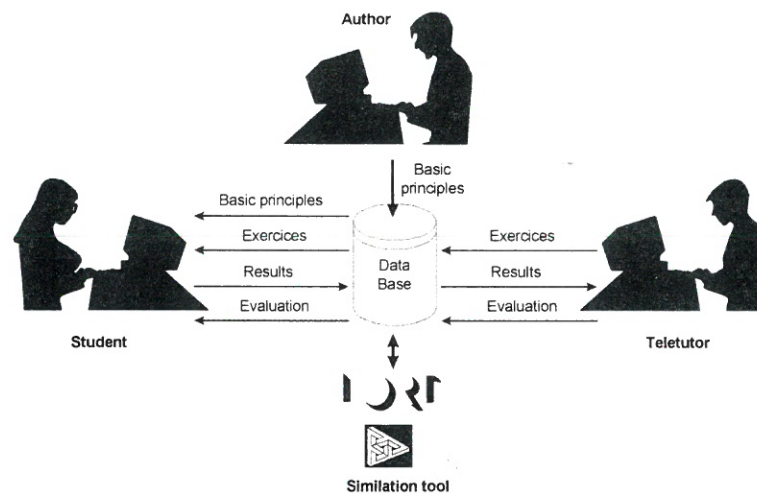 Author
Basic
principles
Basic principles
Exercices
Exercices
Data
Base
Results
Results
Evaluation
Evaluation
Student
Teletutor
Similation tool